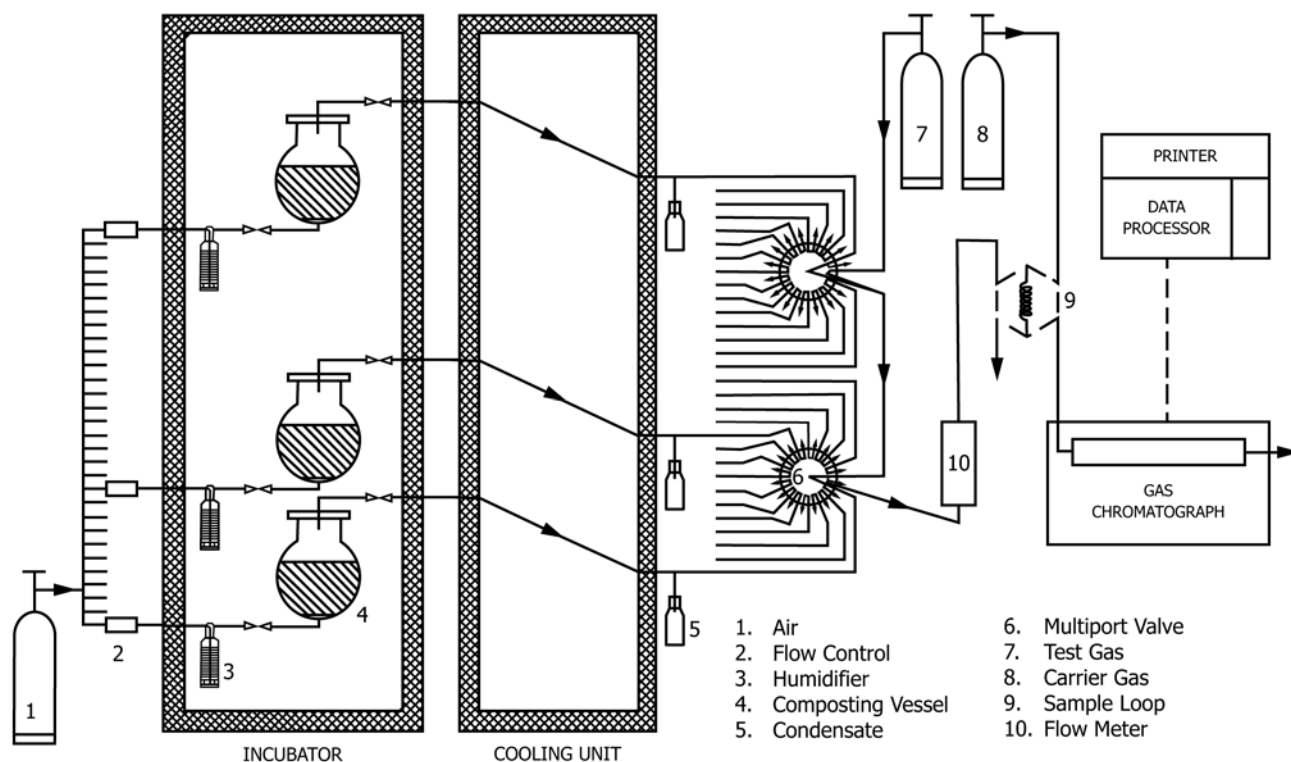 7
8
PRINTER
DATA
PROCESSOR
9
6
10
GAS
CHROMATOGRAPH
4
5
2
3
1
1. Air
2. Flow Control
3. Humidifier
4. Composting Vessel
5. Condensate
6. Multiport Valve
7. Test Gas
8. Carrier Gas
9. Sample Loop
10. Flow Meter
INCUBATOR
COOLING UNIT